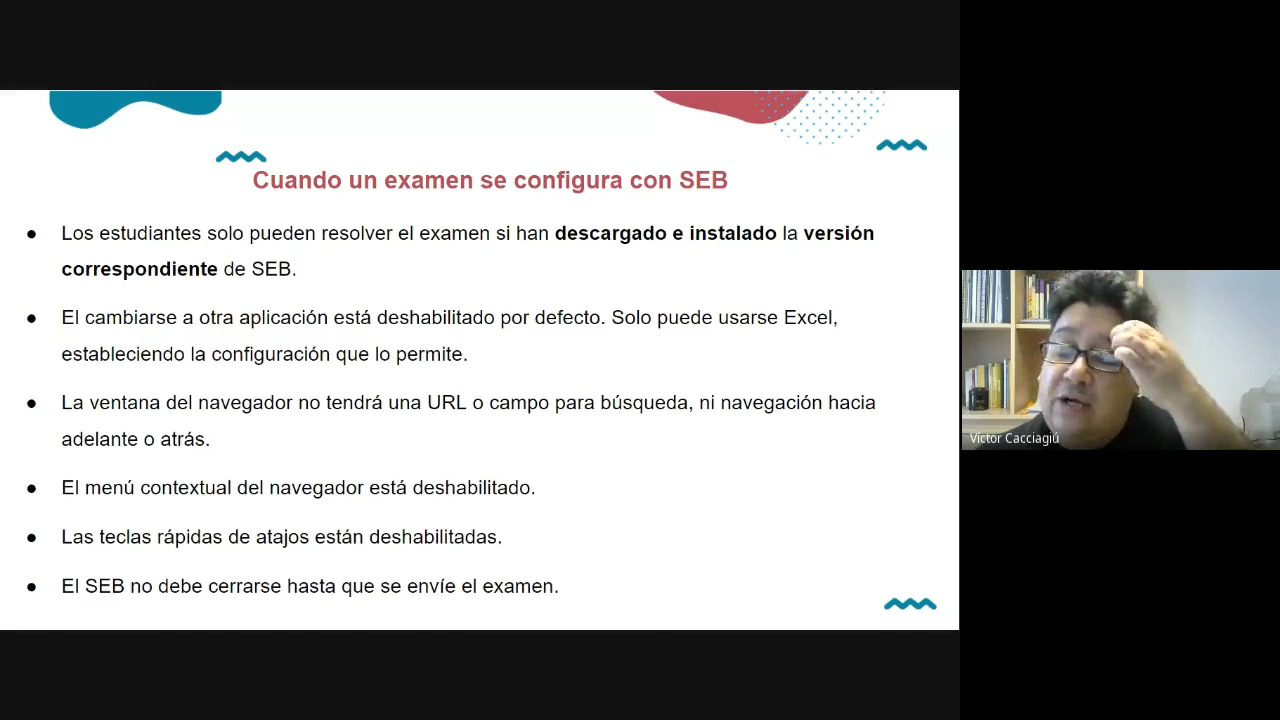 Cuando un examen se configura con SEB
● Los estudiantes solo pueden resolver el examen si han descargado e instalado la versión
correspondiente de SEB.
● El cambiarse a otra aplicación está deshabilitado por defecto. Solo puede usarse Excel,
estableciendo la configuración que lo permite.
● La ventana del navegador no tendrá una URL o campo para búsqueda, ni navegación hacia
adelante o atrás.
● El menú contextual del navegador está deshabilitado.
● Las teclas rápidas de atajos están deshabilitadas.
● El SEB no debe cerrarse hasta que se envíe el examen.
Víctor Cacciagiú